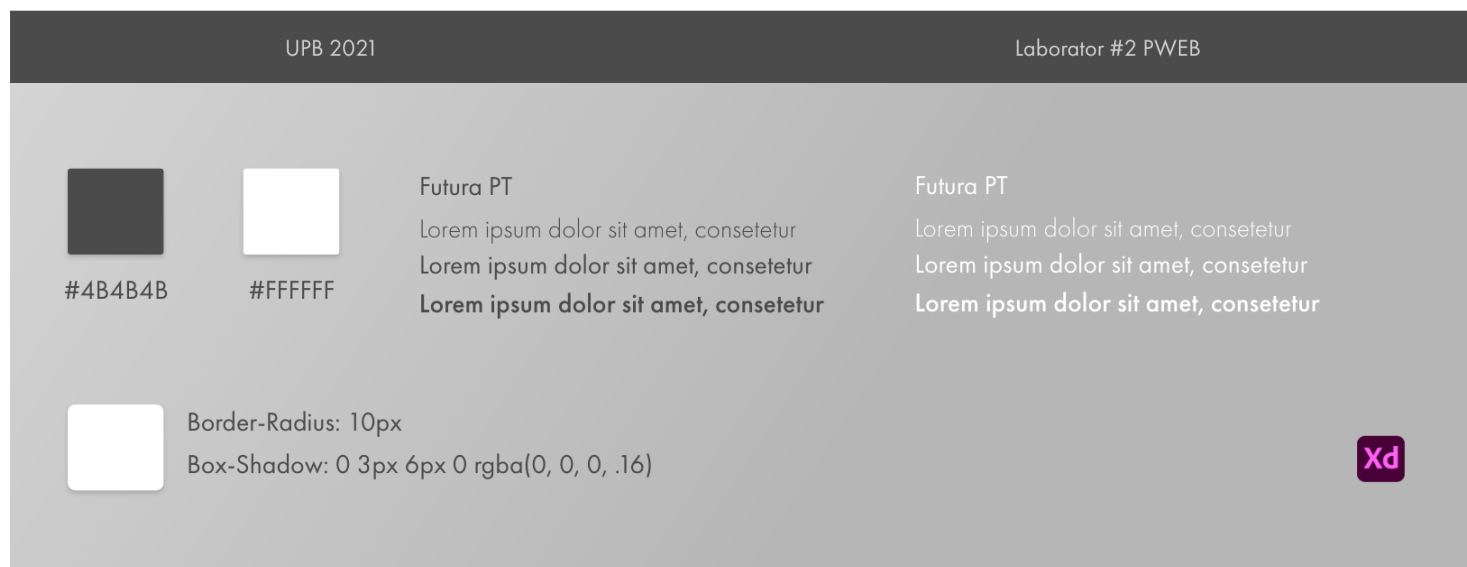 UPB 2021
Laborator #2 PWEB
#4B4B4B
#FFFFFF
Futura PT
Lorem ipsum dolor sit amet, consetetur
Lorem ipsum dolor sit amet, consetetur
Lorem ipsum dolor sit amet, consetetur
Futura PT
Lorem ipsum dolor sit amet, consetetur
Lorem ipsum dolor sit amet, consetetur
Lorem ipsum dolor sit amet, consetetur
Border-Radius: 10px
Box-Shadow: 0 3px 6px 0 rgba(0, 0, 0, .16)
Xd